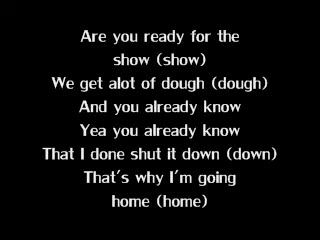 Are you ready for the
show (show)
We get alot of dough (dough)
And you already know
Yea you already know
That I done shut it down (down)
That's why I'm going
home (home)